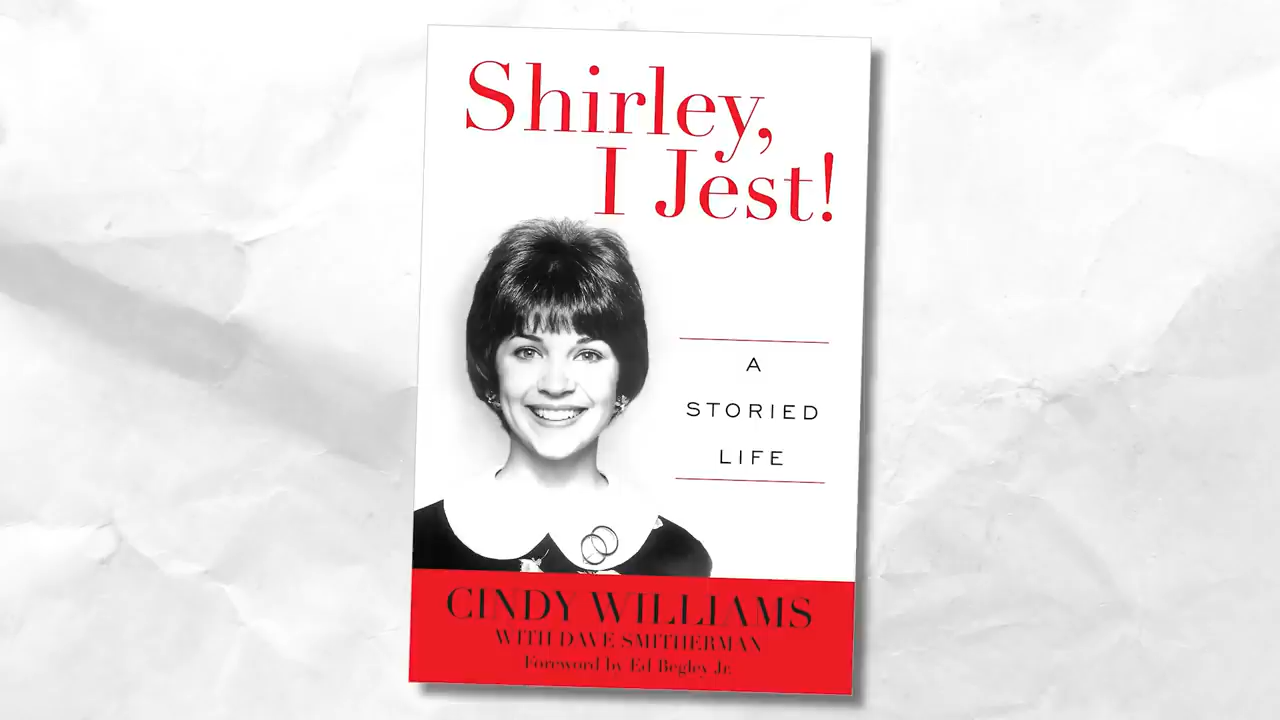 Shirley,
I Jest!
A
STORIED
LIFE
CINDY WILLIAMS
WITH DAVE SMITHERMAN
Foreword by Ed Begley Jr.